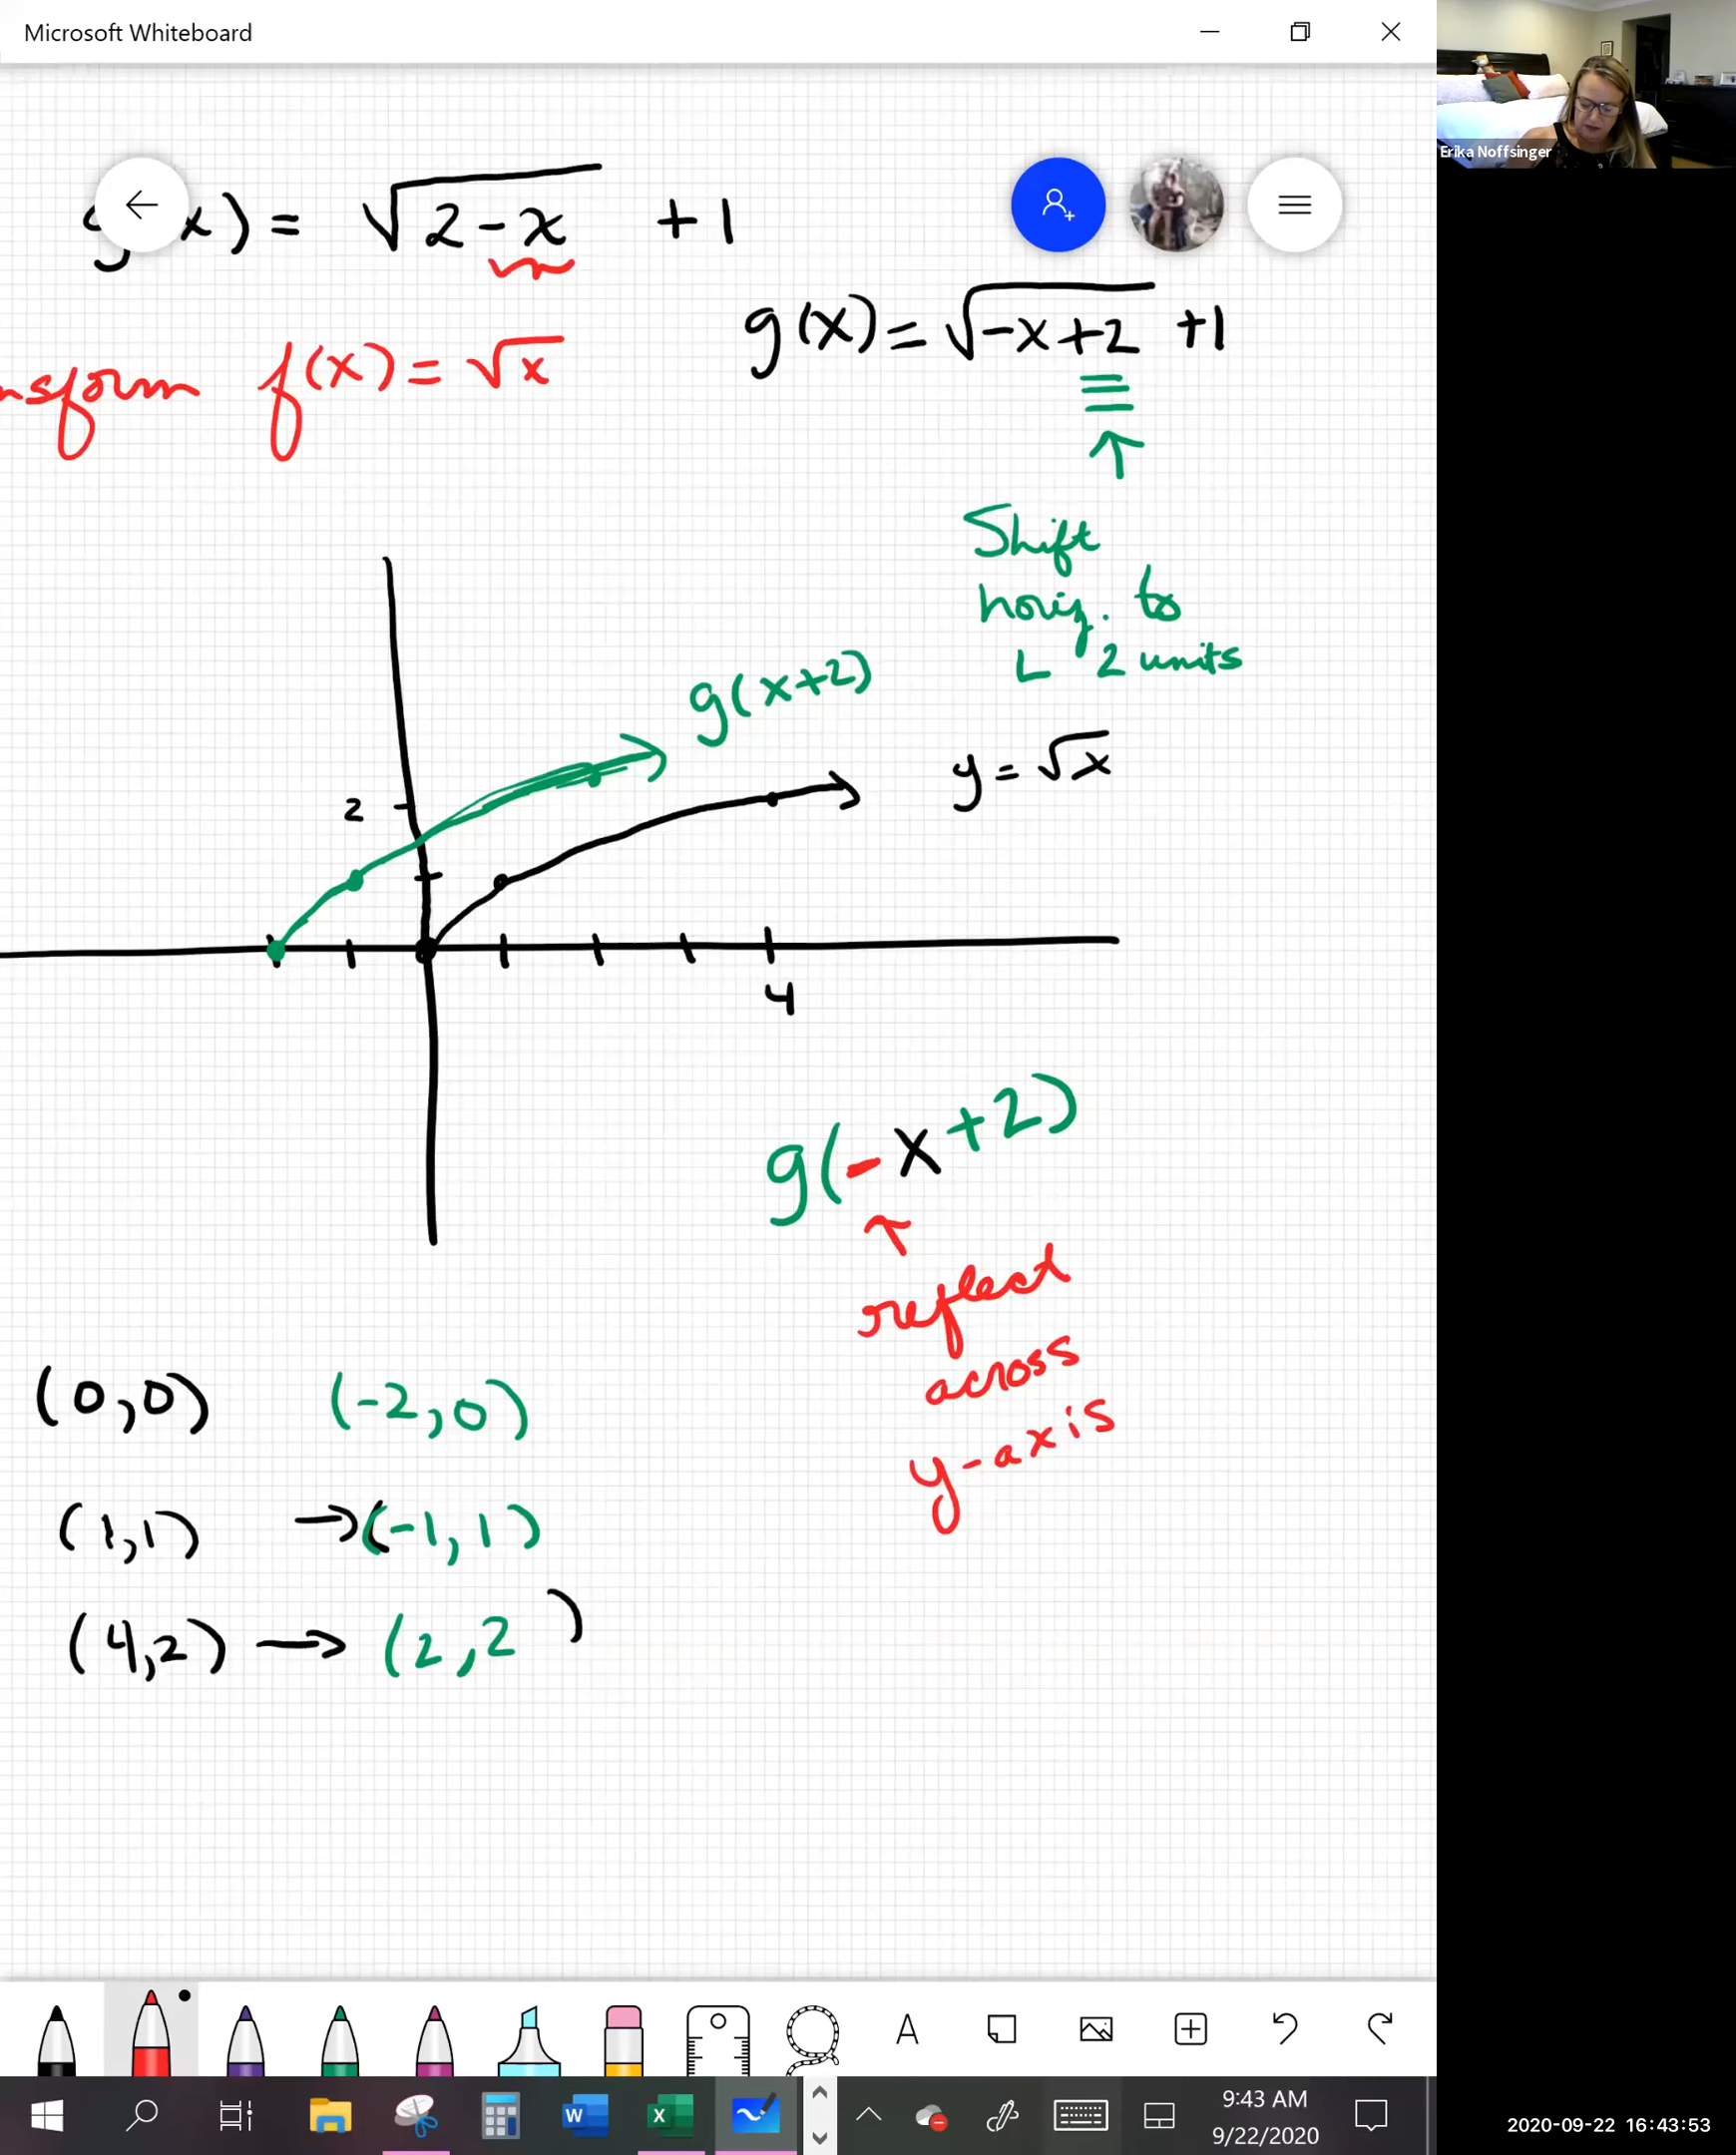 Microsoft Whiteboard
Erika Noffsinger
g(x) = √2-x +1
g(x) = √-x+2 +1
nsform f(x) = √x
Shift
horiz. to
L 2 units
g(x+2)
y = √x
2
4
g(-x+2)
reflect
across
y-axis
(0,0) (-2,0)
(1,1) →(-1,1)
(4,2) → (2,2)
A
W
X
9:43 AM
9/22/2020
2020-09-22 16:43:53